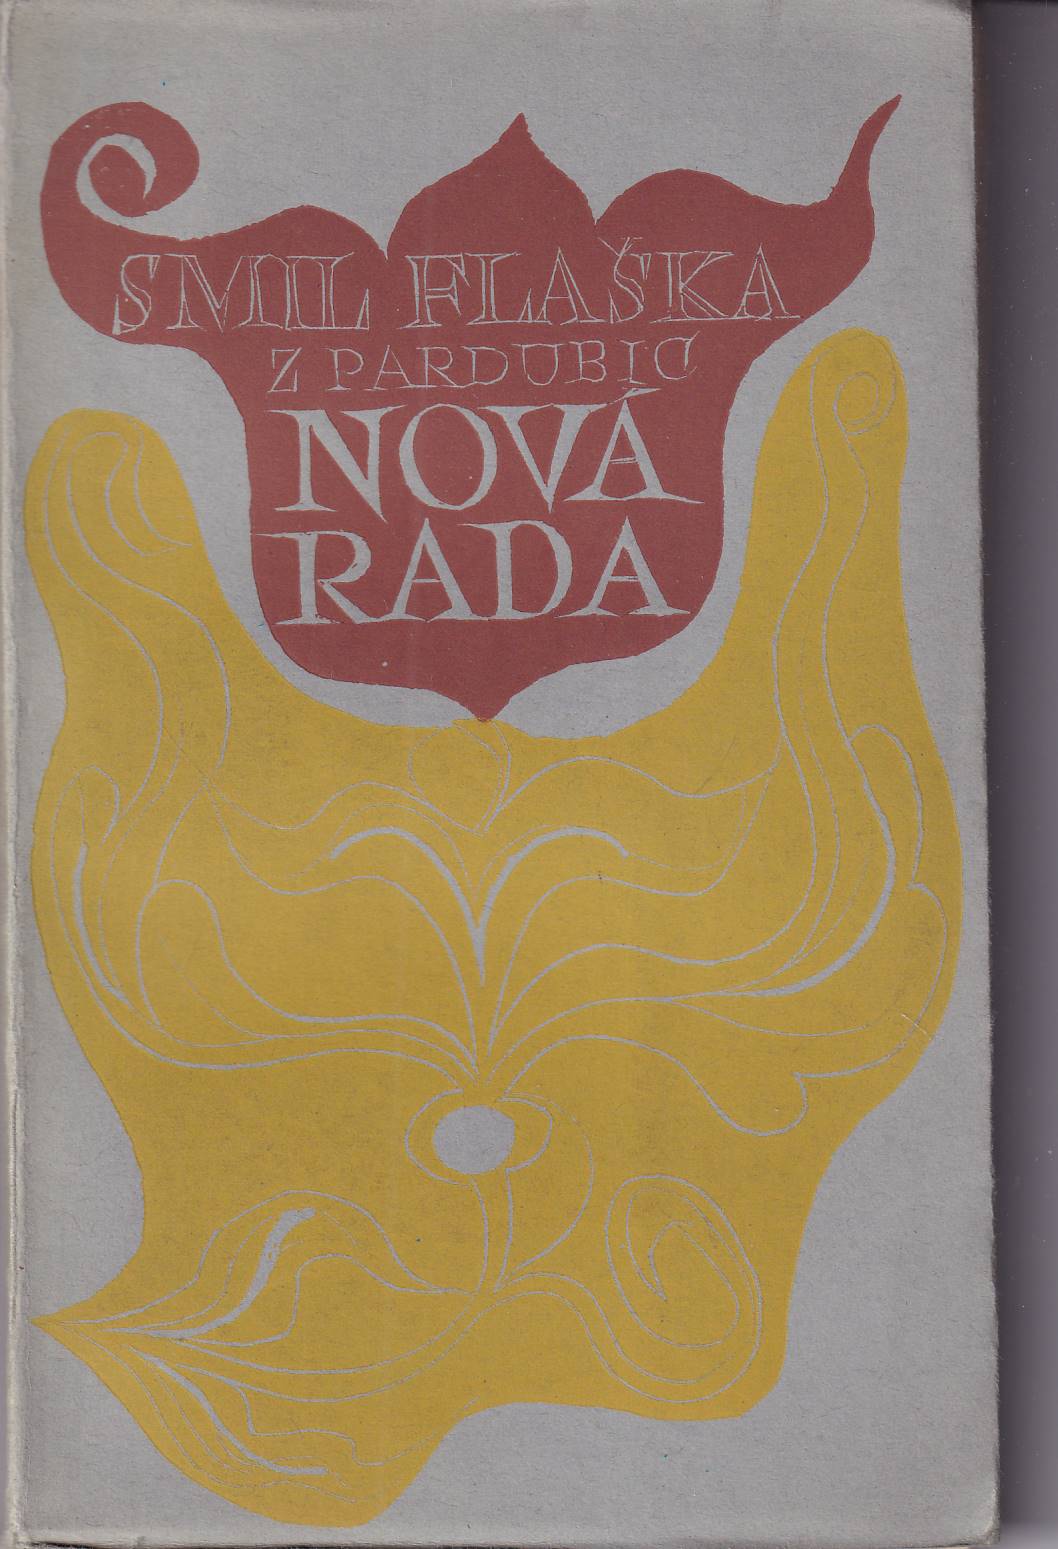 SMIL FLAŠKA
Z PARDUBIC
NOVÁ
RADA